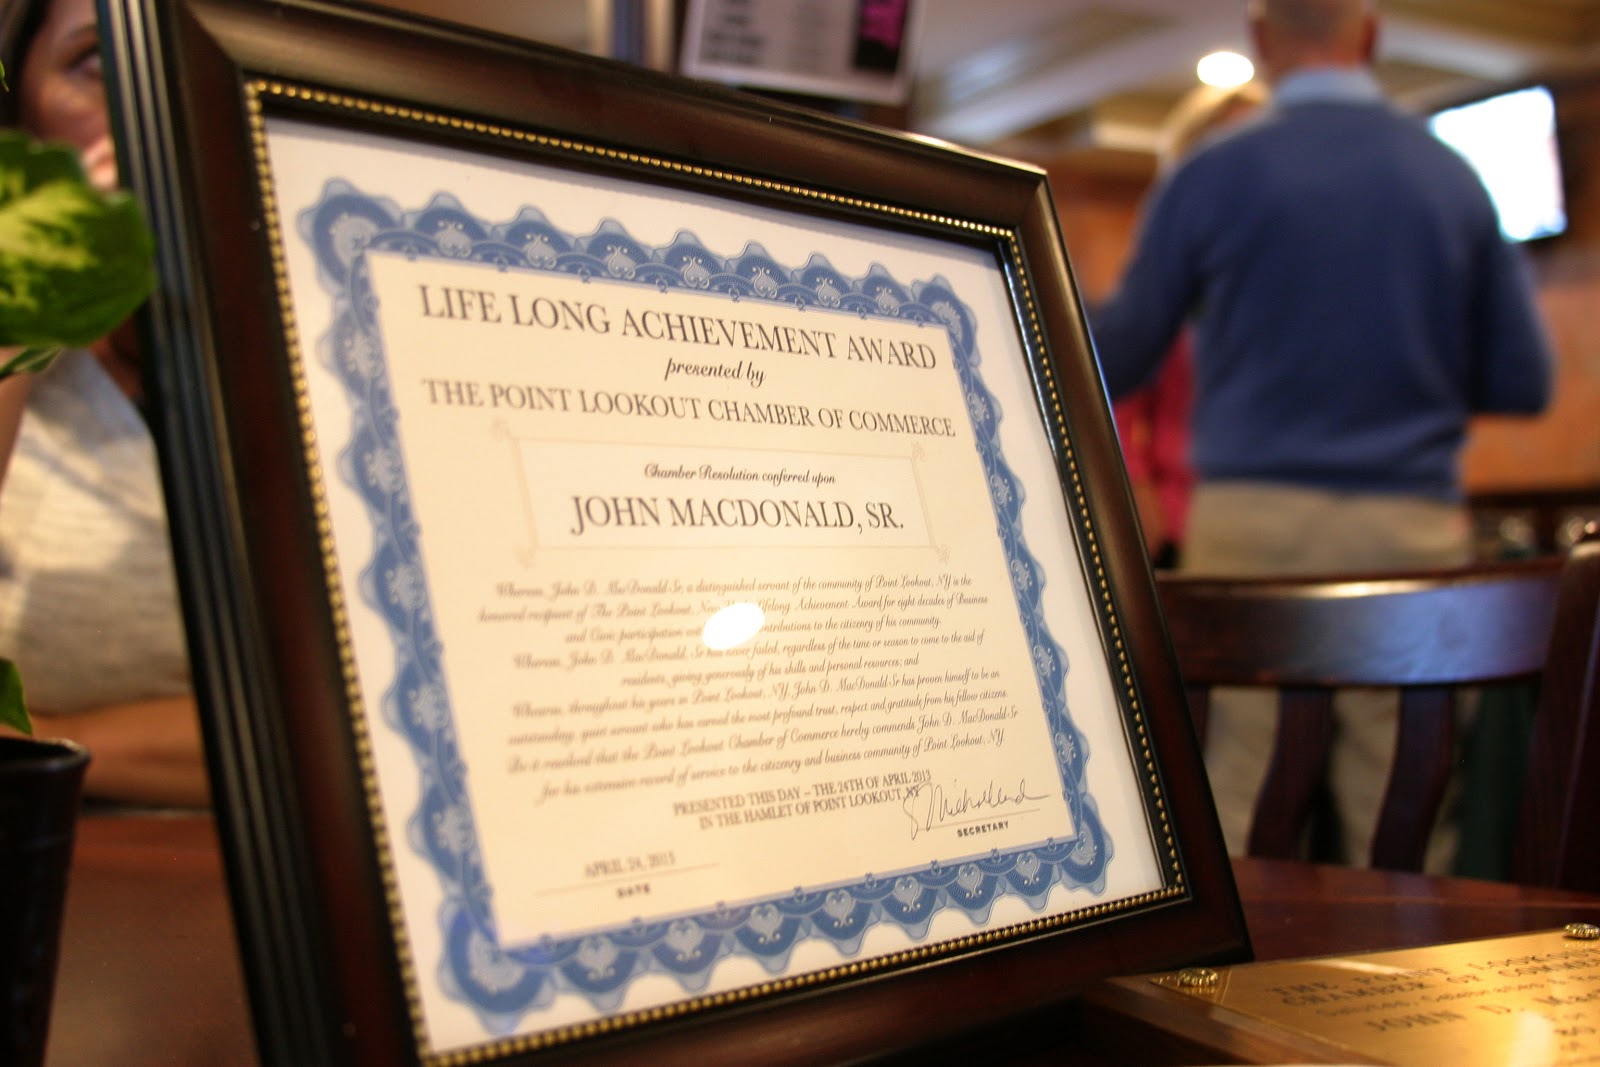 LIFE LONG ACHIEVEMENT AWARD
presented by
THE POINT LOOKOUT CHAMBER OF COMMERCE
Chamber Resolution conferred upon
JOHN MACDONALD, SR.
Whereas, John D. MacDonald Sr, a distinguished servant of the community of Point Lookout, NY is the
honored recipient of The Point Lookout, New Lifelong Achievement Award for eight decades of Business
and Civic participation contributions to the citizenry of his community.
Whereas, John D. MacDonald, Sr has never failed, regardless of the time or season to come to the aid of
residents, giving generously of his skills and personal resources; and
Whereas, throughout his years in Point Lookout, NY, John D. MacDonald Sr has proven himself to be an
outstanding, quiet servant who has earned the most profound trust, respect and gratitude from his fellow citizens.
Be it resolved that the Point Lookout Chamber of Commerce hereby commends John D. MacDonald Sr
for his extension record of service to the citizenry and business community of Point Lookout, NY.
PRESENTED THIS DAY – THE 24TH OF APRIL 2013
IN THE HAMLET OF POINT LOOKOUT, NY
SECRETARY
APRIL 24, 2013
DATE
THE POINT LOOKOUT
CHAMBER OF COMMERCE
JOHN D. Mac